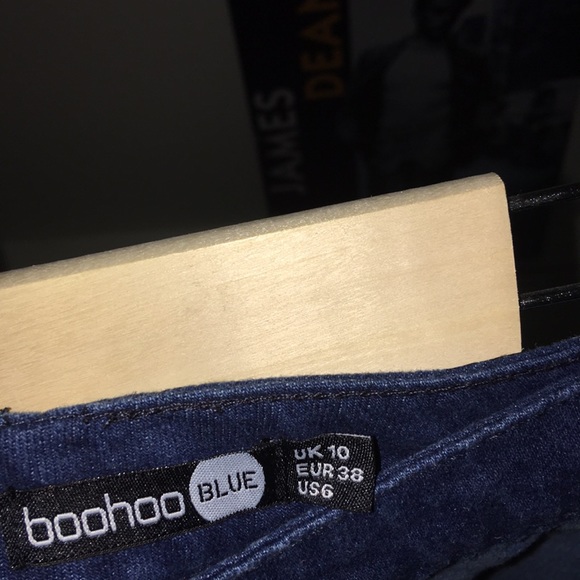 JAMES
DEAN
boohoo BLUE
UK 10
EUR 38
US6